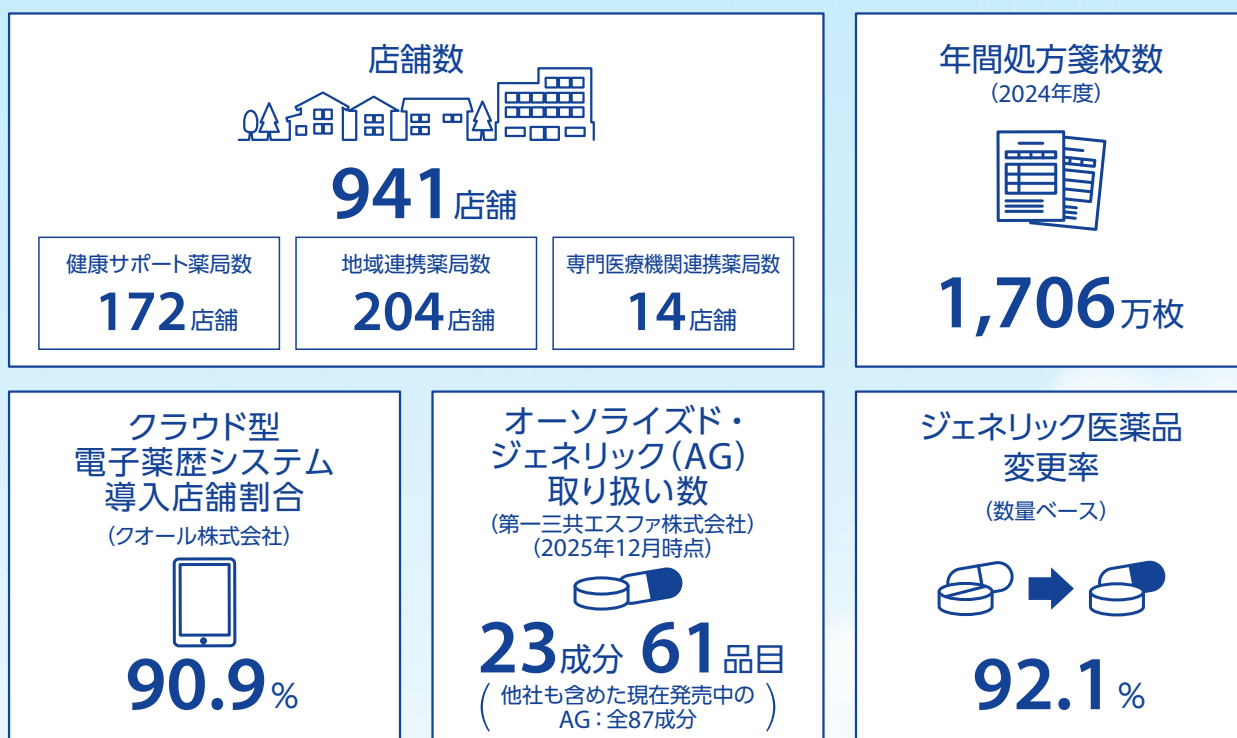 店舗数
941店舗
健康サポート薬局数
172店舗
地域連携薬局数
204店舗
専門医療機関連携薬局数
14店舗
年間処方箋枚数
(2024年度)
1,706万枚
クラウド型
電子薬歴システム
導入店舗割合
(クオール株式会社)
90.9%
オーソライズド・
ジェネリック(AG)
取り扱い数
(第一三共エスファ株式会社)
(2025年12月時点)
23成分 61品目
(他社も含めた現在発売中の
AG:全87成分)
ジェネリック医薬品
変更率
(数量ベース)
92.1%